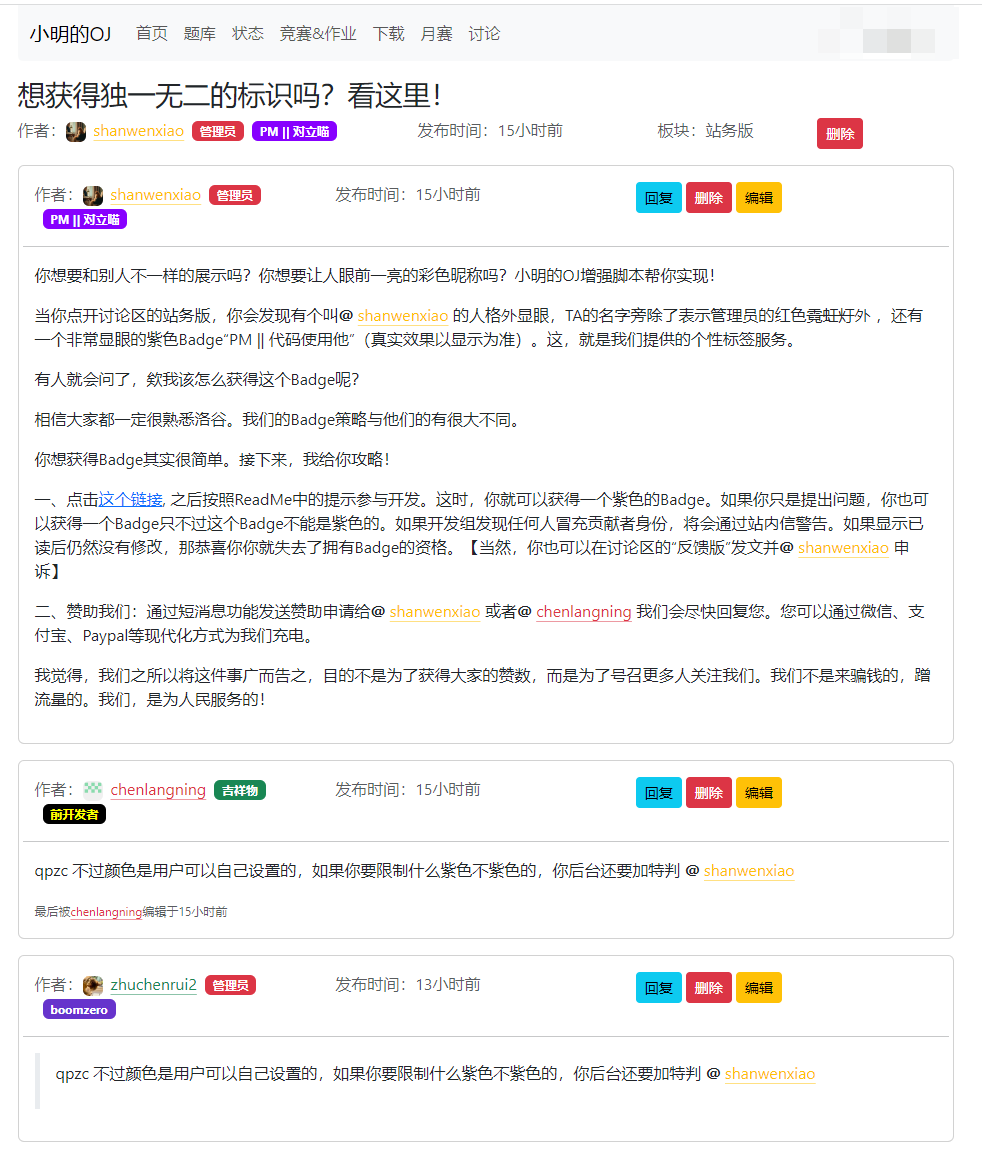 小明的OJ 首页 题库 状态 竞赛&作业 下载 月赛 讨论
想获得独一无二的标识吗？看这里！
作者： shanwenxiao 管理员 PM || 对立喵 发布时间：15小时前 板块：站务版 删除
作者： shanwenxiao 管理员 发布时间：15小时前 回复 删除 编辑
PM || 对立喵
你想要和别人不一样的展示吗？你想要让人眼前一亮的彩色昵称吗？小明的OJ增强脚本帮你实现！
当你点开讨论区的站务版，你会发现有个叫@ shanwenxiao 的人格外显眼，TA的名字旁除了表示管理员的红色霓虹灯外 ，还有
一个非常显眼的紫色Badge“PM || 代码使用他”（真实效果以显示为准）。这，就是我们提供的个性标签服务。
有人就会问了，欸我该怎么获得这个Badge呢？
相信大家都一定很熟悉洛谷。我们的Badge策略与他们的有很大不同。
你想获得Badge其实很简单。接下来，我给你攻略！
一、点击这个链接, 之后按照ReadMe中的提示参与开发。这时，你就可以获得一个紫色的Badge。如果你只是提出问题，你也可
以获得一个Badge只不过这个Badge不能是紫色的。如果开发组发现任何人冒充贡献者身份，将会通过站内信警告。如果显示已
读后仍然没有修改，那恭喜你你就失去了拥有Badge的资格。【当然，你也可以在讨论区的“反馈版”发文并@ shanwenxiao 申
诉】
二、赞助我们：通过短消息功能发送赞助申请给@ shanwenxiao 或者@ chenlangning 我们会尽快回复您。您可以通过微信、支
付宝、Paypal等现代化方式为我们充电。
我觉得，我们之所以将这件事广而告之，目的不是为了获得大家的赞数，而是为了号召更多人关注我们。我们不是来骗钱的，蹭
流量的。我们，是为人民服务的！
作者： chenlangning 吉祥物 发布时间：15小时前 回复 删除 编辑
前开发者
qpzc 不过颜色是用户可以自己设置的，如果你要限制什么紫色不紫色的，你后台还要加特判 @ shanwenxiao
最后被chenlangning编辑于15小时前
作者： zhuchenrui2 管理员 发布时间：13小时前 回复 删除 编辑
boomzero
qpzc 不过颜色是用户可以自己设置的，如果你要限制什么紫色不紫色的，你后台还要加特判 @ shanwenxiao